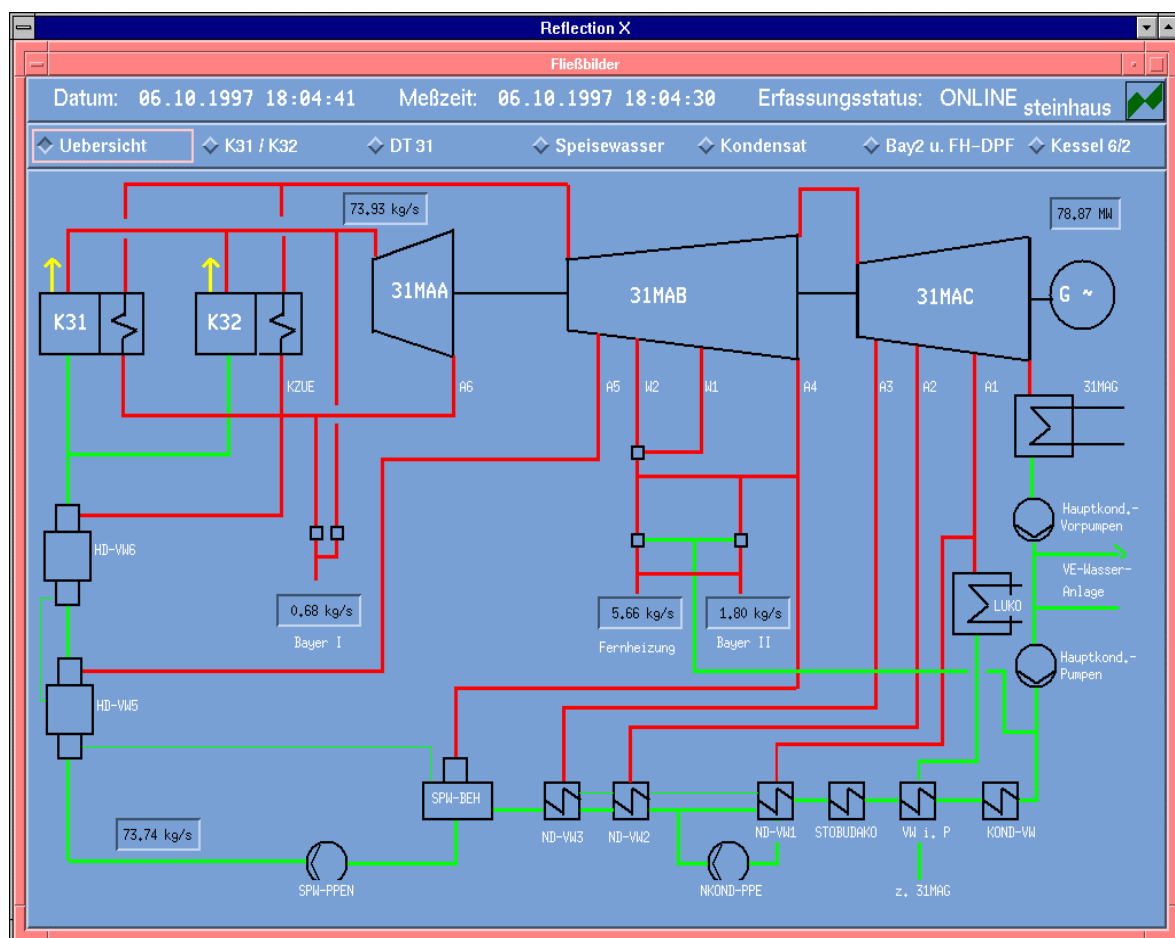 Reflection X
Fließbilder
Datum: 06.10.1997 18:04:41 Meßzeit: 06.10.1997 18:04:30 Erfassungsstatus: ONLINE steinhaus
Uebersicht K31 / K32 DT 31 Speisewasser Kondensat Bay2 u. FH-DPF Kessel 6/2
73.93 kg/s
78.87 MW
31MAA
31MAB
31MAC
G ~
K31
K32
KZUE
A6
A5
W2
W1
A4
A3
A2
A1
31MAG
Hauptkond.-
Vorpumpen
HD-VW6
VE-Wasser-
Anlage
LUKO
0.68 kg/s
Bayer I
5.66 kg/s
Fernheizung
1.80 kg/s
Bayer II
Hauptkond.-
Pumpen
HD-VW5
SPW-BEH
73.74 kg/s
ND-VW3
ND-VW2
ND-VW1
STOBUDAKO
VW i. P
KOND-VW
SPW-PPEN
NKOND-PPE
z. 31MAG